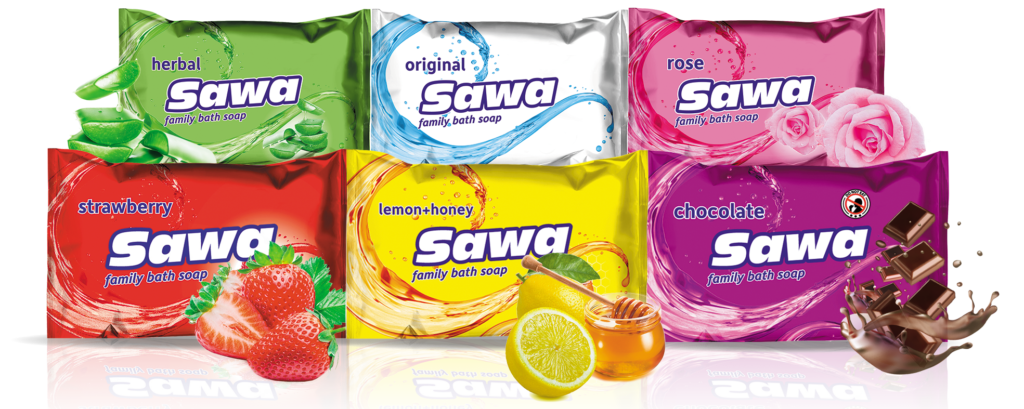 herbal
sawa
family bath soap
original
sawa
family bath soap
rose
sawa
family bath soap
strawberry
sawa
family bath soap
lemon+honey
sawa
family bath soap
chocolate
sawa
family bath soap